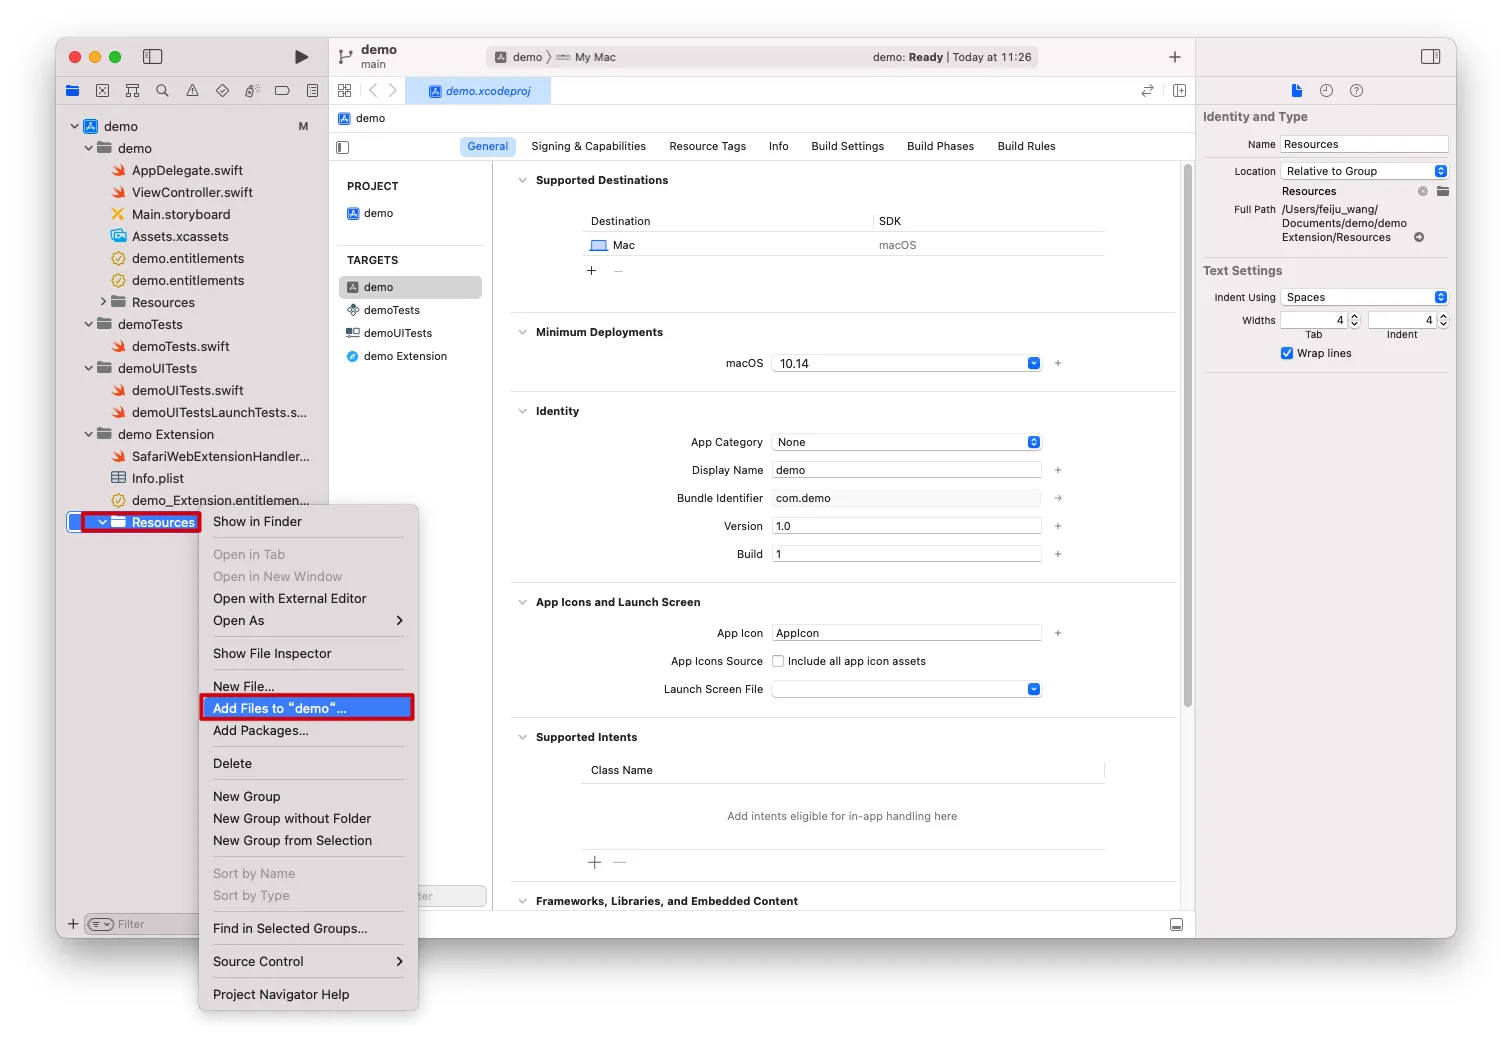 demo
main
demo 〉 My Mac
demo: Ready | Today at 11:26
demo.xcodeproj
demo
demo M
demo
AppDelegate.swift
ViewController.swift
Main.storyboard
Assets.xcassets
demo.entitlements
demo.entitlements
Resources
demoTests
demoTests.swift
demoUITests
demoUITests.swift
demoUITestsLaunchTests.s...
demo Extension
SafariWebExtensionHandler...
Info.plist
demo_Extension.entitlemen...
Resources
Filter
Show in Finder
Open in Tab
Open in New Window
Open with External Editor
Open As
Show File Inspector
New File...
Add Files to “demo“...
Add Packages...
Delete
New Group
New Group without Folder
New Group from Selection
Sort by Name
Sort by Type
Find in Selected Groups...
Source Control
Project Navigator Help
General Signing & Capabilities Resource Tags Info Build Settings Build Phases Build Rules
PROJECT
demo
TARGETS
demo
demoTests
demoUITests
demo Extension
Supported Destinations
Destination SDK
Mac macOS
Minimum Deployments
macOS 10.14
Identity
App Category None
Display Name demo
Bundle Identifier com.demo
Version 1.0
Build 1
App Icons and Launch Screen
App Icon AppIcon
App Icons Source Include all app icon assets
Launch Screen File
Supported Intents
Class Name
Add intents eligible for in-app handling here
Frameworks, Libraries, and Embedded Content
Identity and Type
Name Resources
Location Relative to Group
Resources
Full Path /Users/feiju_wang/
Documents/demo/demo
Extension/Resources
Text Settings
Indent Using Spaces
Widths 4 4
Tab Indent
Wrap lines